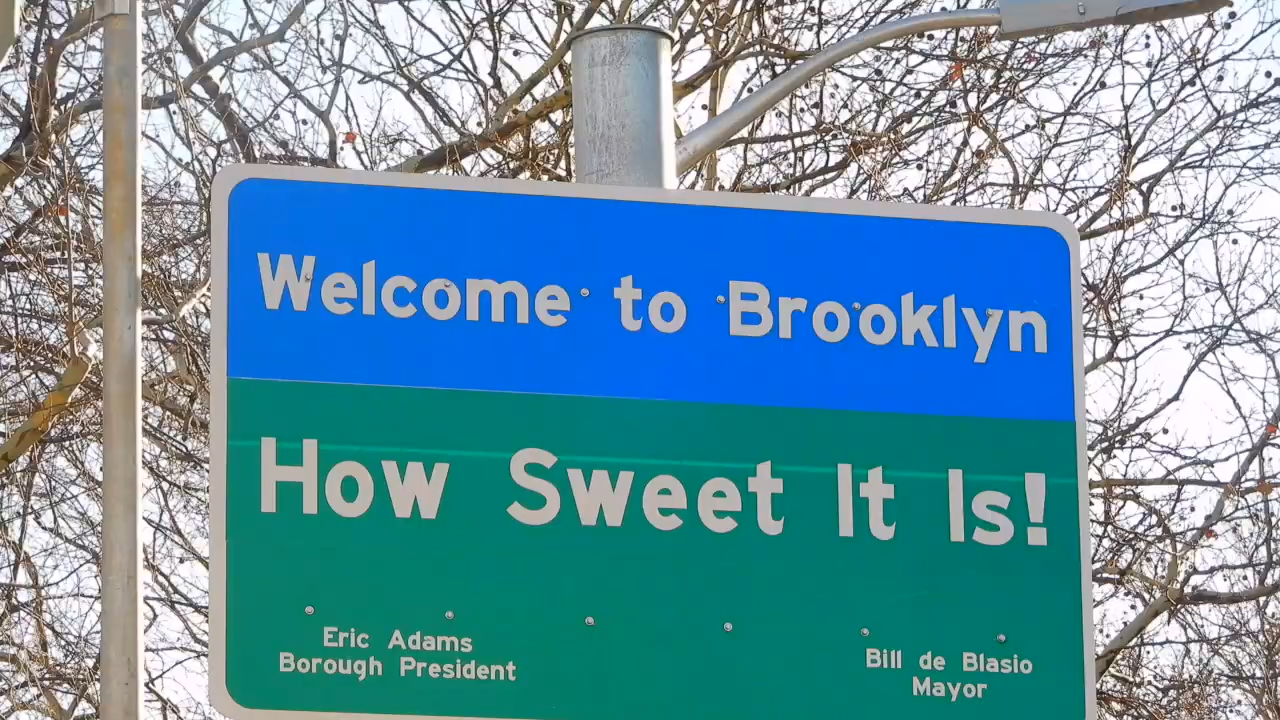 Welcome to Brooklyn
How Sweet It Is!
Eric Adams
Borough President
Bill de Blasio
Mayor